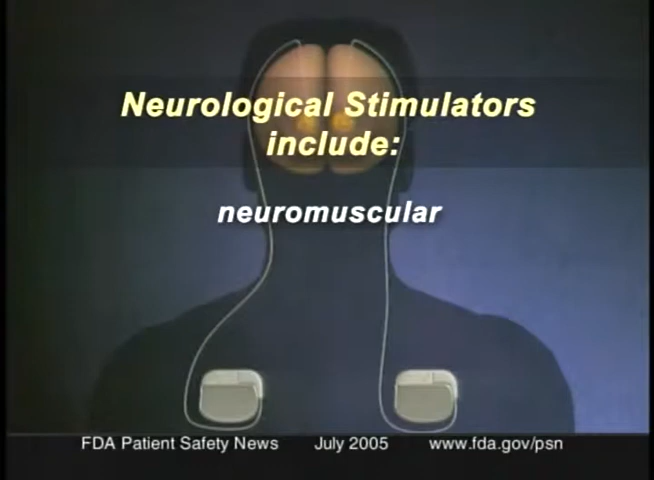 Neurological Stimulators
include:
neuromuscular
FDA Patient Safety News July 2005 www.fda.gov/psn